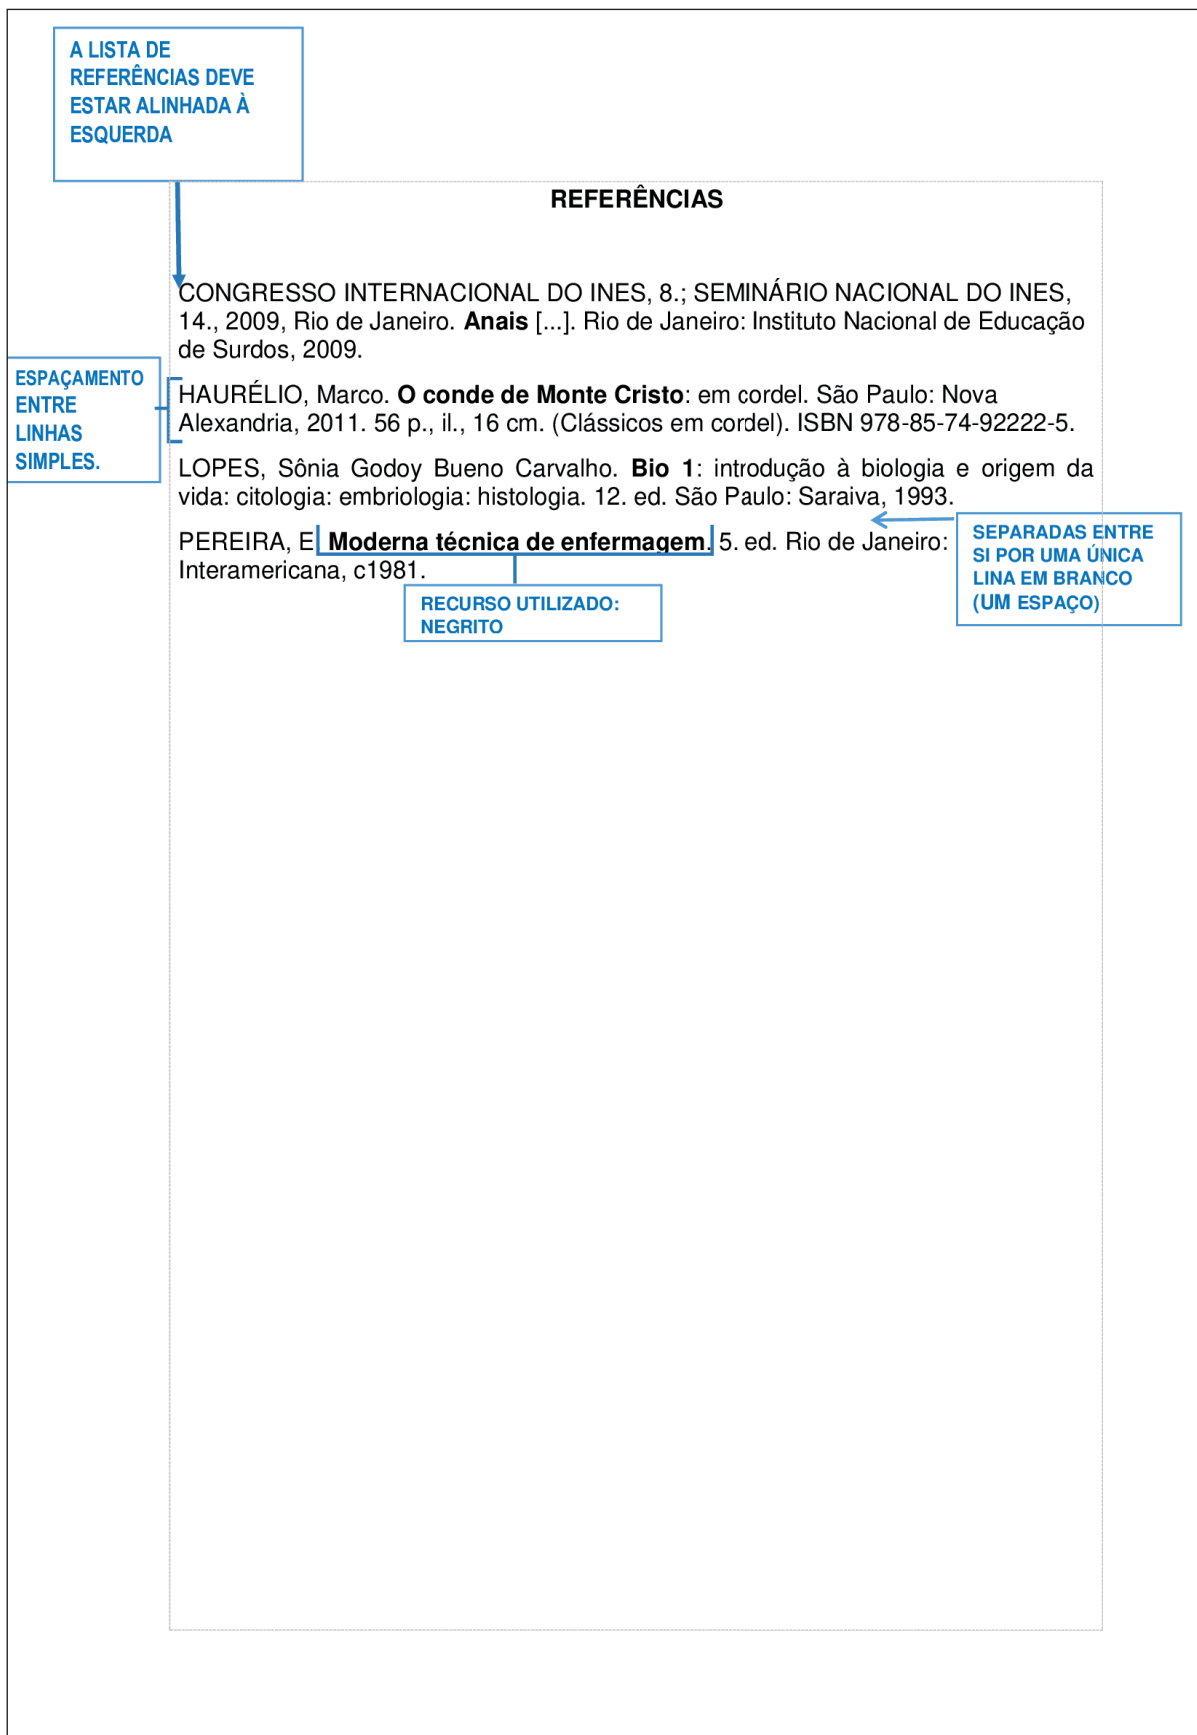 A LISTA DE
REFERÊNCIAS DEVE
ESTAR ALINHADA À
ESQUERDA
REFERÊNCIAS
CONGRESSO INTERNACIONAL DO INES, 8.; SEMINÁRIO NACIONAL DO INES,
14., 2009, Rio de Janeiro. Anais [...]. Rio de Janeiro: Instituto Nacional de Educação
de Surdos, 2009.
ESPAÇAMENTO
ENTRE
LINHAS
SIMPLES.
HAURÉLIO, Marco. O conde de Monte Cristo: em cordel. São Paulo: Nova
Alexandria, 2011. 56 p., il., 16 cm. (Clássicos em cordel). ISBN 978-85-74-92222-5.
LOPES, Sônia Godoy Bueno Carvalho. Bio 1: introdução à biologia e origem da
vida: citologia: embriologia: histologia. 12. ed. São Paulo: Saraiva, 1993.
PEREIRA, E Moderna técnica de enfermagem. 5. ed. Rio de Janeiro:
Interamericana, c1981.
SEPARADAS ENTRE
SI POR UMA ÚNICA
LINA EM BRANCO
(UM ESPAÇO)
RECURSO UTILIZADO:
NEGRITO